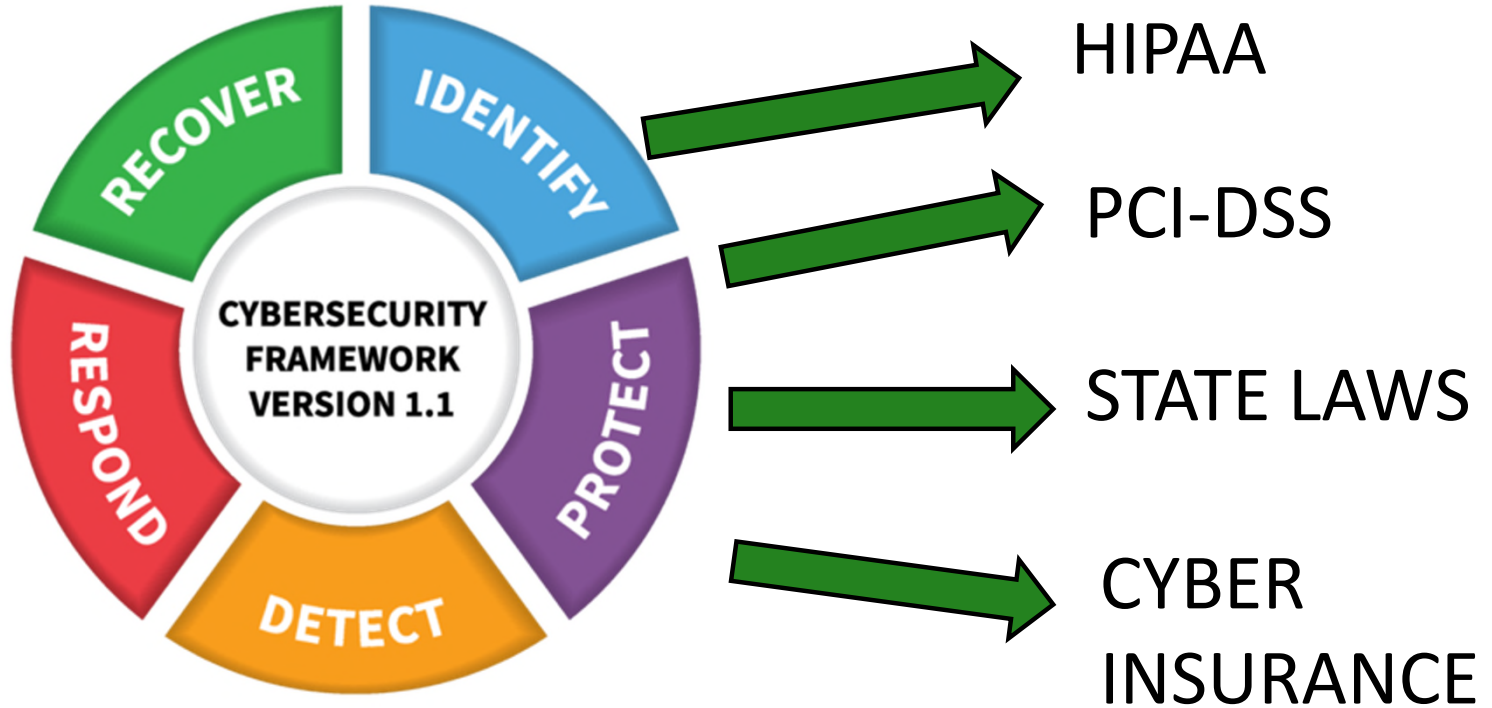 RECOVER
IDENTIFY
PROTECT
DETECT
RESPOND
CYBERSECURITY
FRAMEWORK
VERSION 1.1
HIPAA
PCI-DSS
STATE LAWS
CYBER
INSURANCE